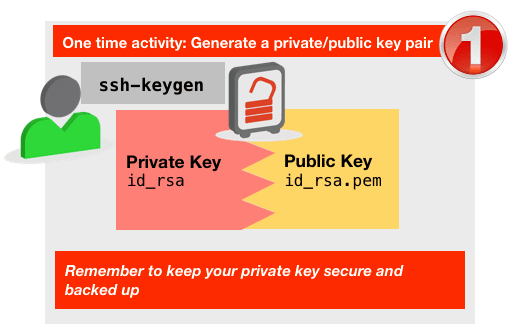 One time activity: Generate a private/public key pair
1
ssh-keygen
Private Key
id_rsa
Public Key
id_rsa.pem
Remember to keep your private key secure and
backed up